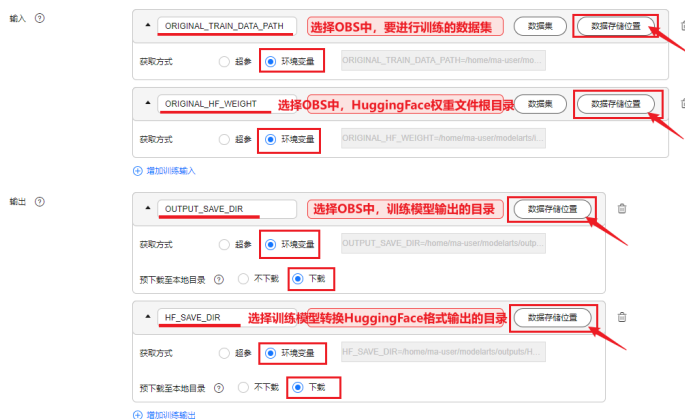 输入
ORIGINAL_TRAIN_DATA_PATH 选择OBS中，要进行训练的数据集 数据集 数据存储位置
获取方式 超参 环境变量 ORIGINAL_TRAIN_DATA_PATH=/home/ma-user/mo...
ORIGINAL_HF_WEIGHT 选择OBS中，HuggingFace权重文件根目录 数据集 数据存储位置
获取方式 超参 环境变量 ORIGINAL_HF_WEIGHT=/home/ma-user/modelarts/i...
增加训练输入
输出
OUTPUT_SAVE_DIR 选择OBS中，训练模型输出的目录 数据存储位置
获取方式 超参 环境变量 OUTPUT_SAVE_DIR=/home/ma-user/modelarts/outp...
预下载至本地目录 不下载 下载
HF_SAVE_DIR 选择训练模型转换HuggingFace格式输出的目录 数据存储位置
获取方式 超参 环境变量 HF_SAVE_DIR=/home/ma-user/modelarts/outputs/H...
预下载至本地目录 不下载 下载
增加训练输出